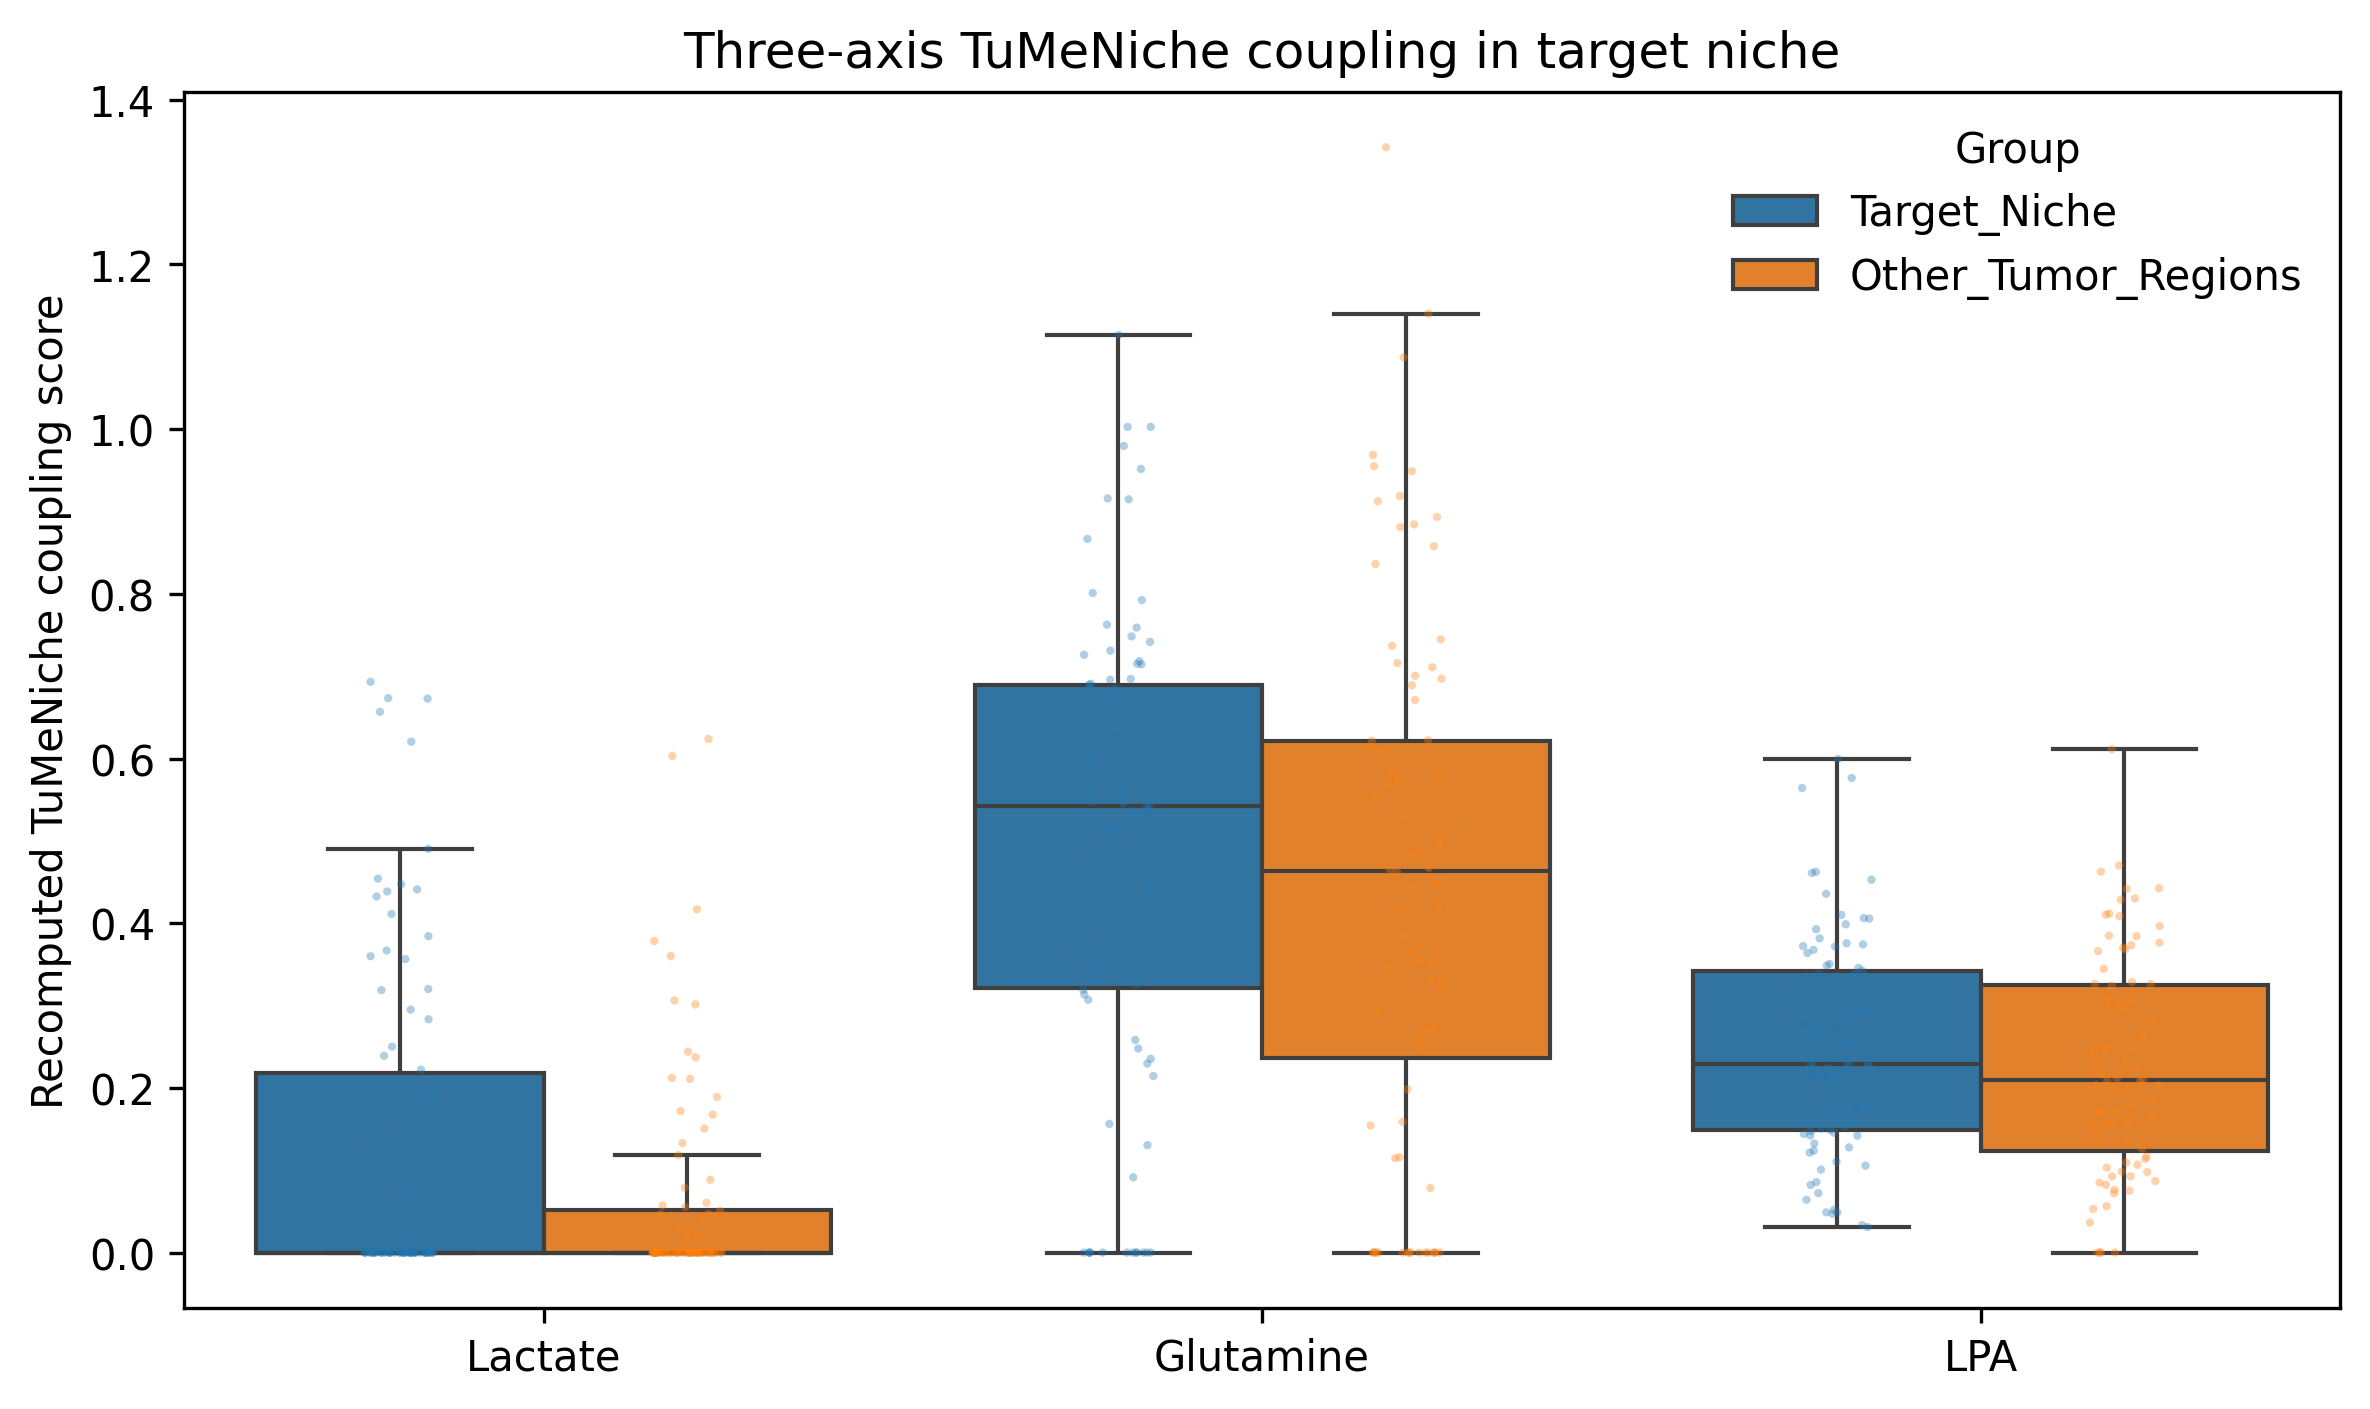 Three-axis TuMeNiche coupling in target niche
Recomputed TuMeNiche coupling score
1.4
1.2
1.0
0.8
0.6
0.4
0.2
0.0
Group
Target_Niche
Other_Tumor_Regions
Lactate
Glutamine
LPA